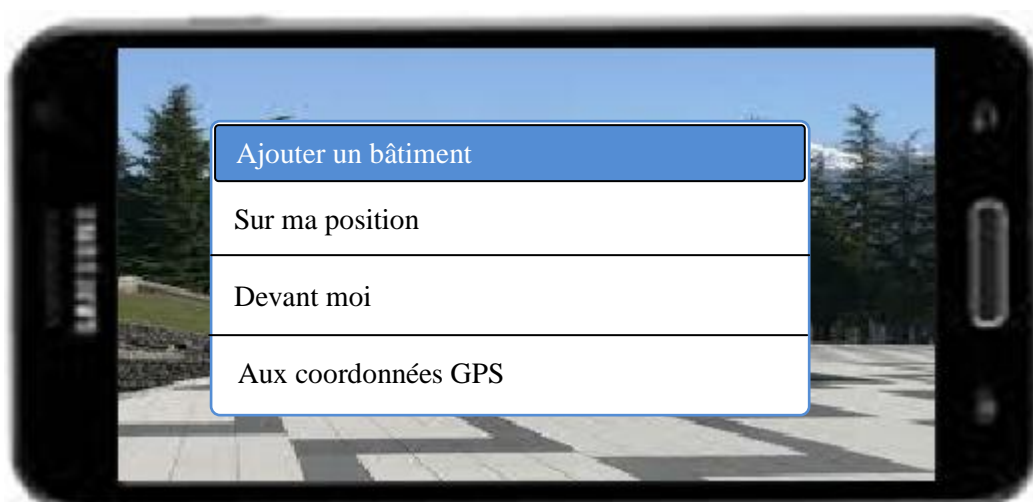 Ajouter un bâtiment
Sur ma position
Devant moi
Aux coordonnées GPS